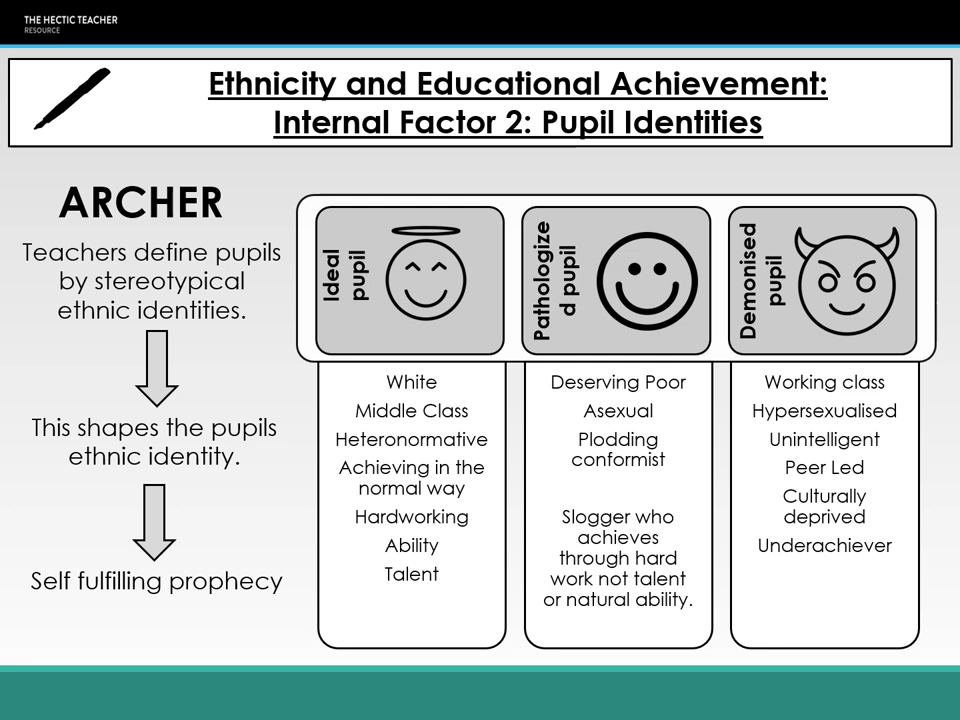 THE HECTIC TEACHER
RESOURCE
Ethnicity and Educational Achievement:
Internal Factor 2: Pupil Identities
ARCHER
Teachers define pupils
by stereotypical
ethnic identities.
This shapes the pupils
ethnic identity.
Self fulfilling prophecy
Ideal
pupil
White
Middle Class
Heteronormative
Achieving in the
normal way
Hardworking
Ability
Talent
Pathologize
d pupil
Deserving Poor
Asexual
Plodding
conformist
Slogger who
achieves
through hard
work not talent
or natural ability.
Demonised
pupil
Working class
Hypersexualised
Unintelligent
Peer Led
Culturally
deprived
Underachiever